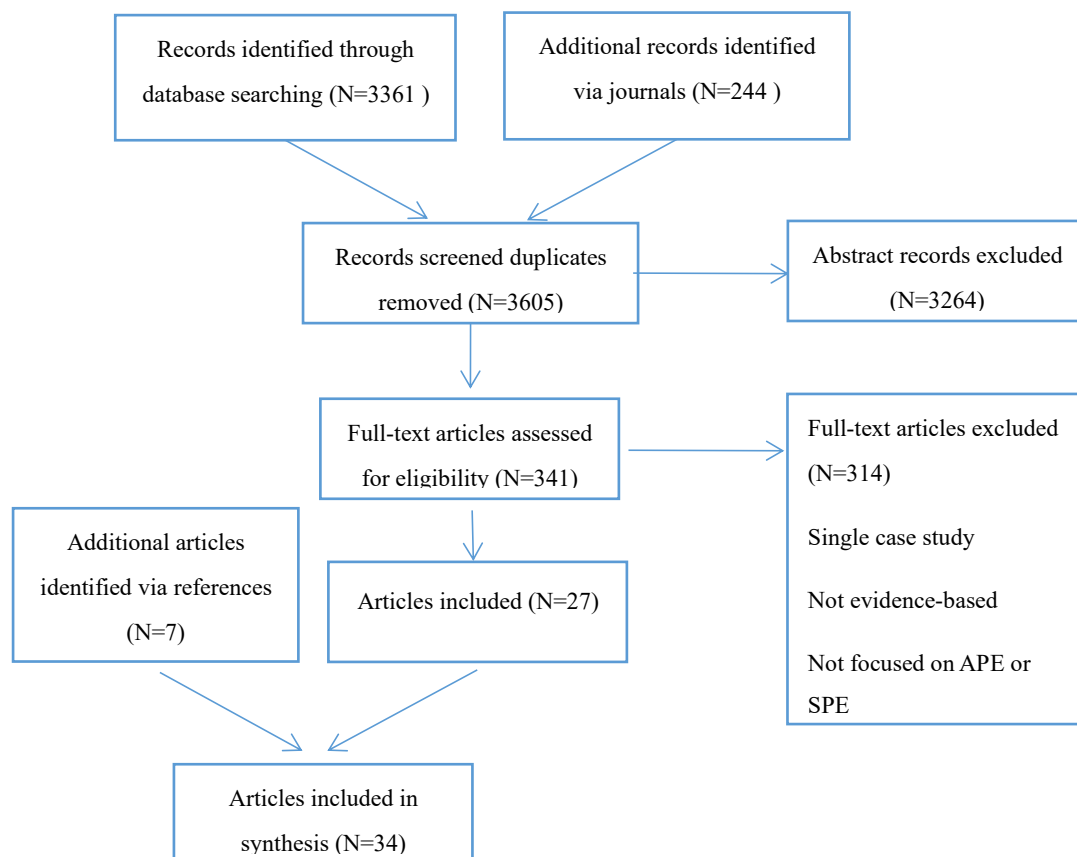 Records identified through
database searching (N=3361 )
Additional records identified
via journals (N=244 )
Records screened duplicates
removed (N=3605)
Abstract records excluded
(N=3264)
Full-text articles assessed
for eligibility (N=341)
Full-text articles excluded
(N=314)
Single case study
Not evidence-based
Not focused on APE or
SPE
Additional articles
identified via references
(N=7)
Articles included (N=27)
Articles included in
synthesis (N=34)